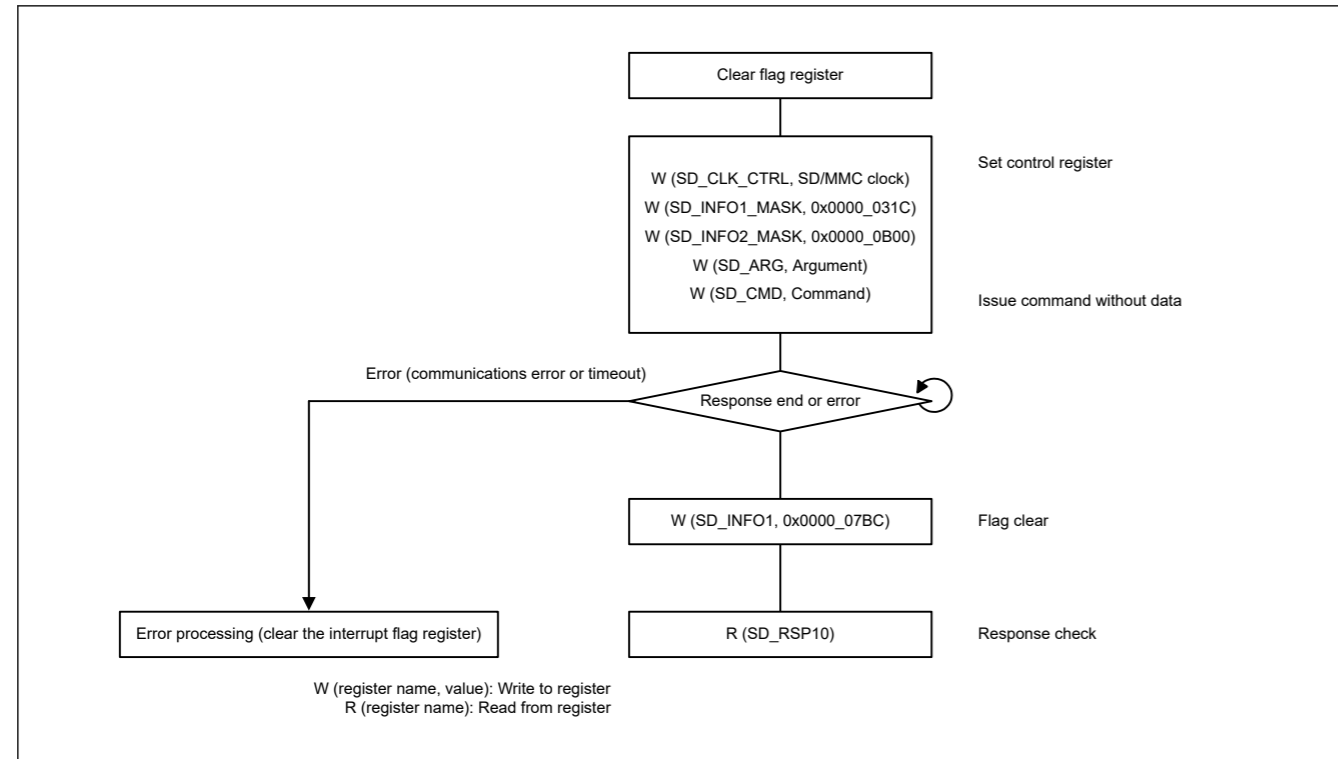 Clear flag register
Set control register
W (SD_CLK_CTRL, SD/MMC clock)
W (SD_INFO1_MASK, 0x0000_031C)
W (SD_INFO2_MASK, 0x0000_0B00)
W (SD_ARG, Argument)
W (SD_CMD, Command)
Issue command without data
Error (communications error or timeout)
Response end or error
W (SD_INFO1, 0x0000_07BC)
Flag clear
Error processing (clear the interrupt flag register)
R (SD_RSP10)
Response check
W (register name, value): Write to register
R (register name): Read from register